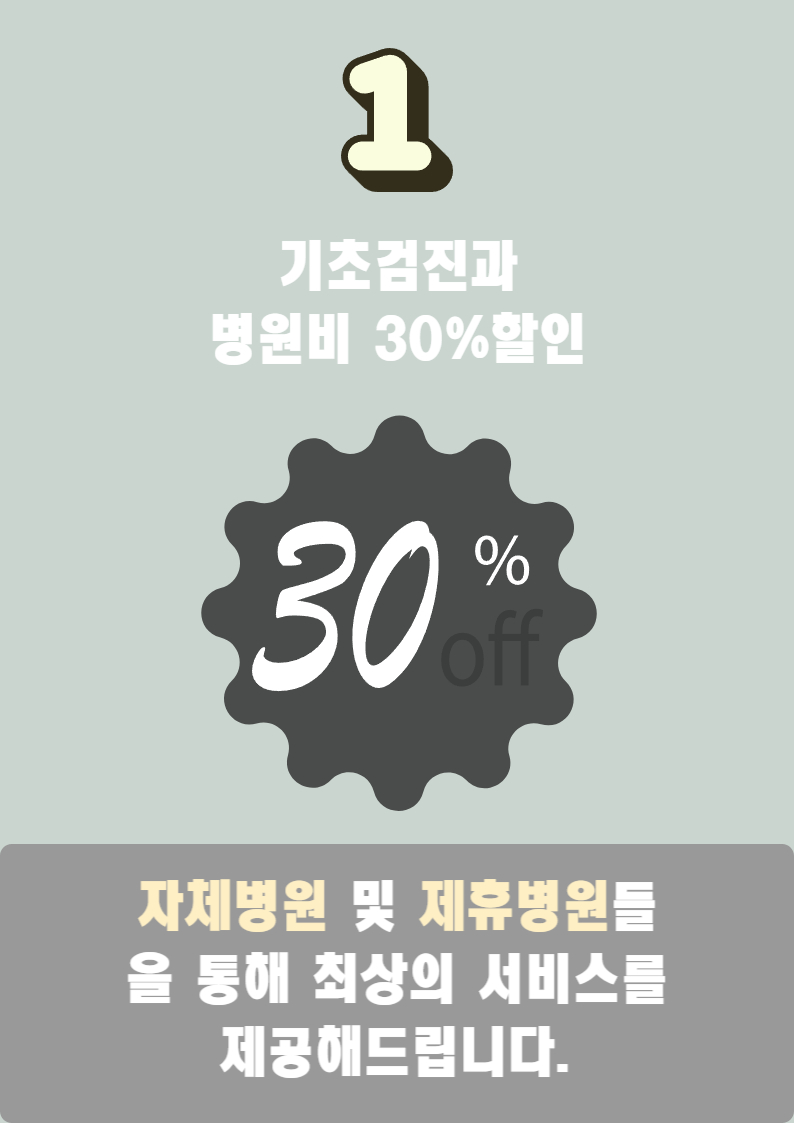 1
기초검진과
병원비 30%할인
30 %
off
자체병원 및 제휴병원들
을 통해 최상의 서비스를
제공해드립니다.